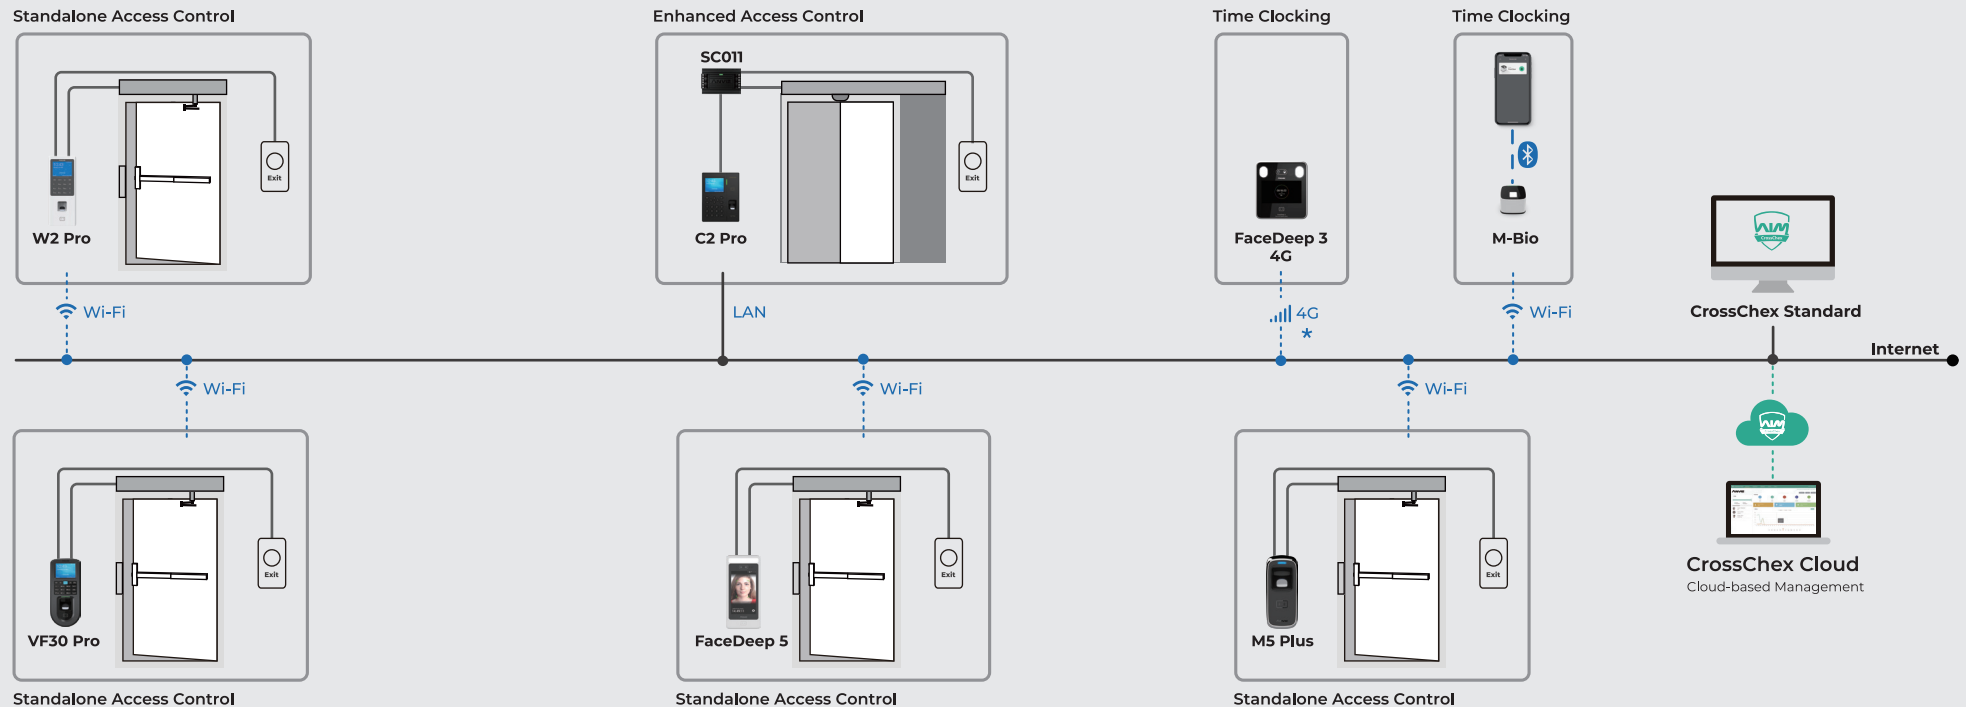 Standalone Access Control
Enhanced Access Control
Time Clocking
Time Clocking
SC011
Exit
Exit
W2 Pro
C2 Pro
FaceDeep 3
4G
M-Bio
AIM
CrossChex
CrossChex Standard
Wi-Fi
LAN
4G
*
Wi-Fi
Internet
Wi-Fi
Wi-Fi
Wi-Fi
AIM
Exit
Exit
Exit
VF30 Pro
FaceDeep 5
M5 Plus
CrossChex Cloud
Cloud-based Management
Standalone Access Control
Standalone Access Control
Standalone Access Control